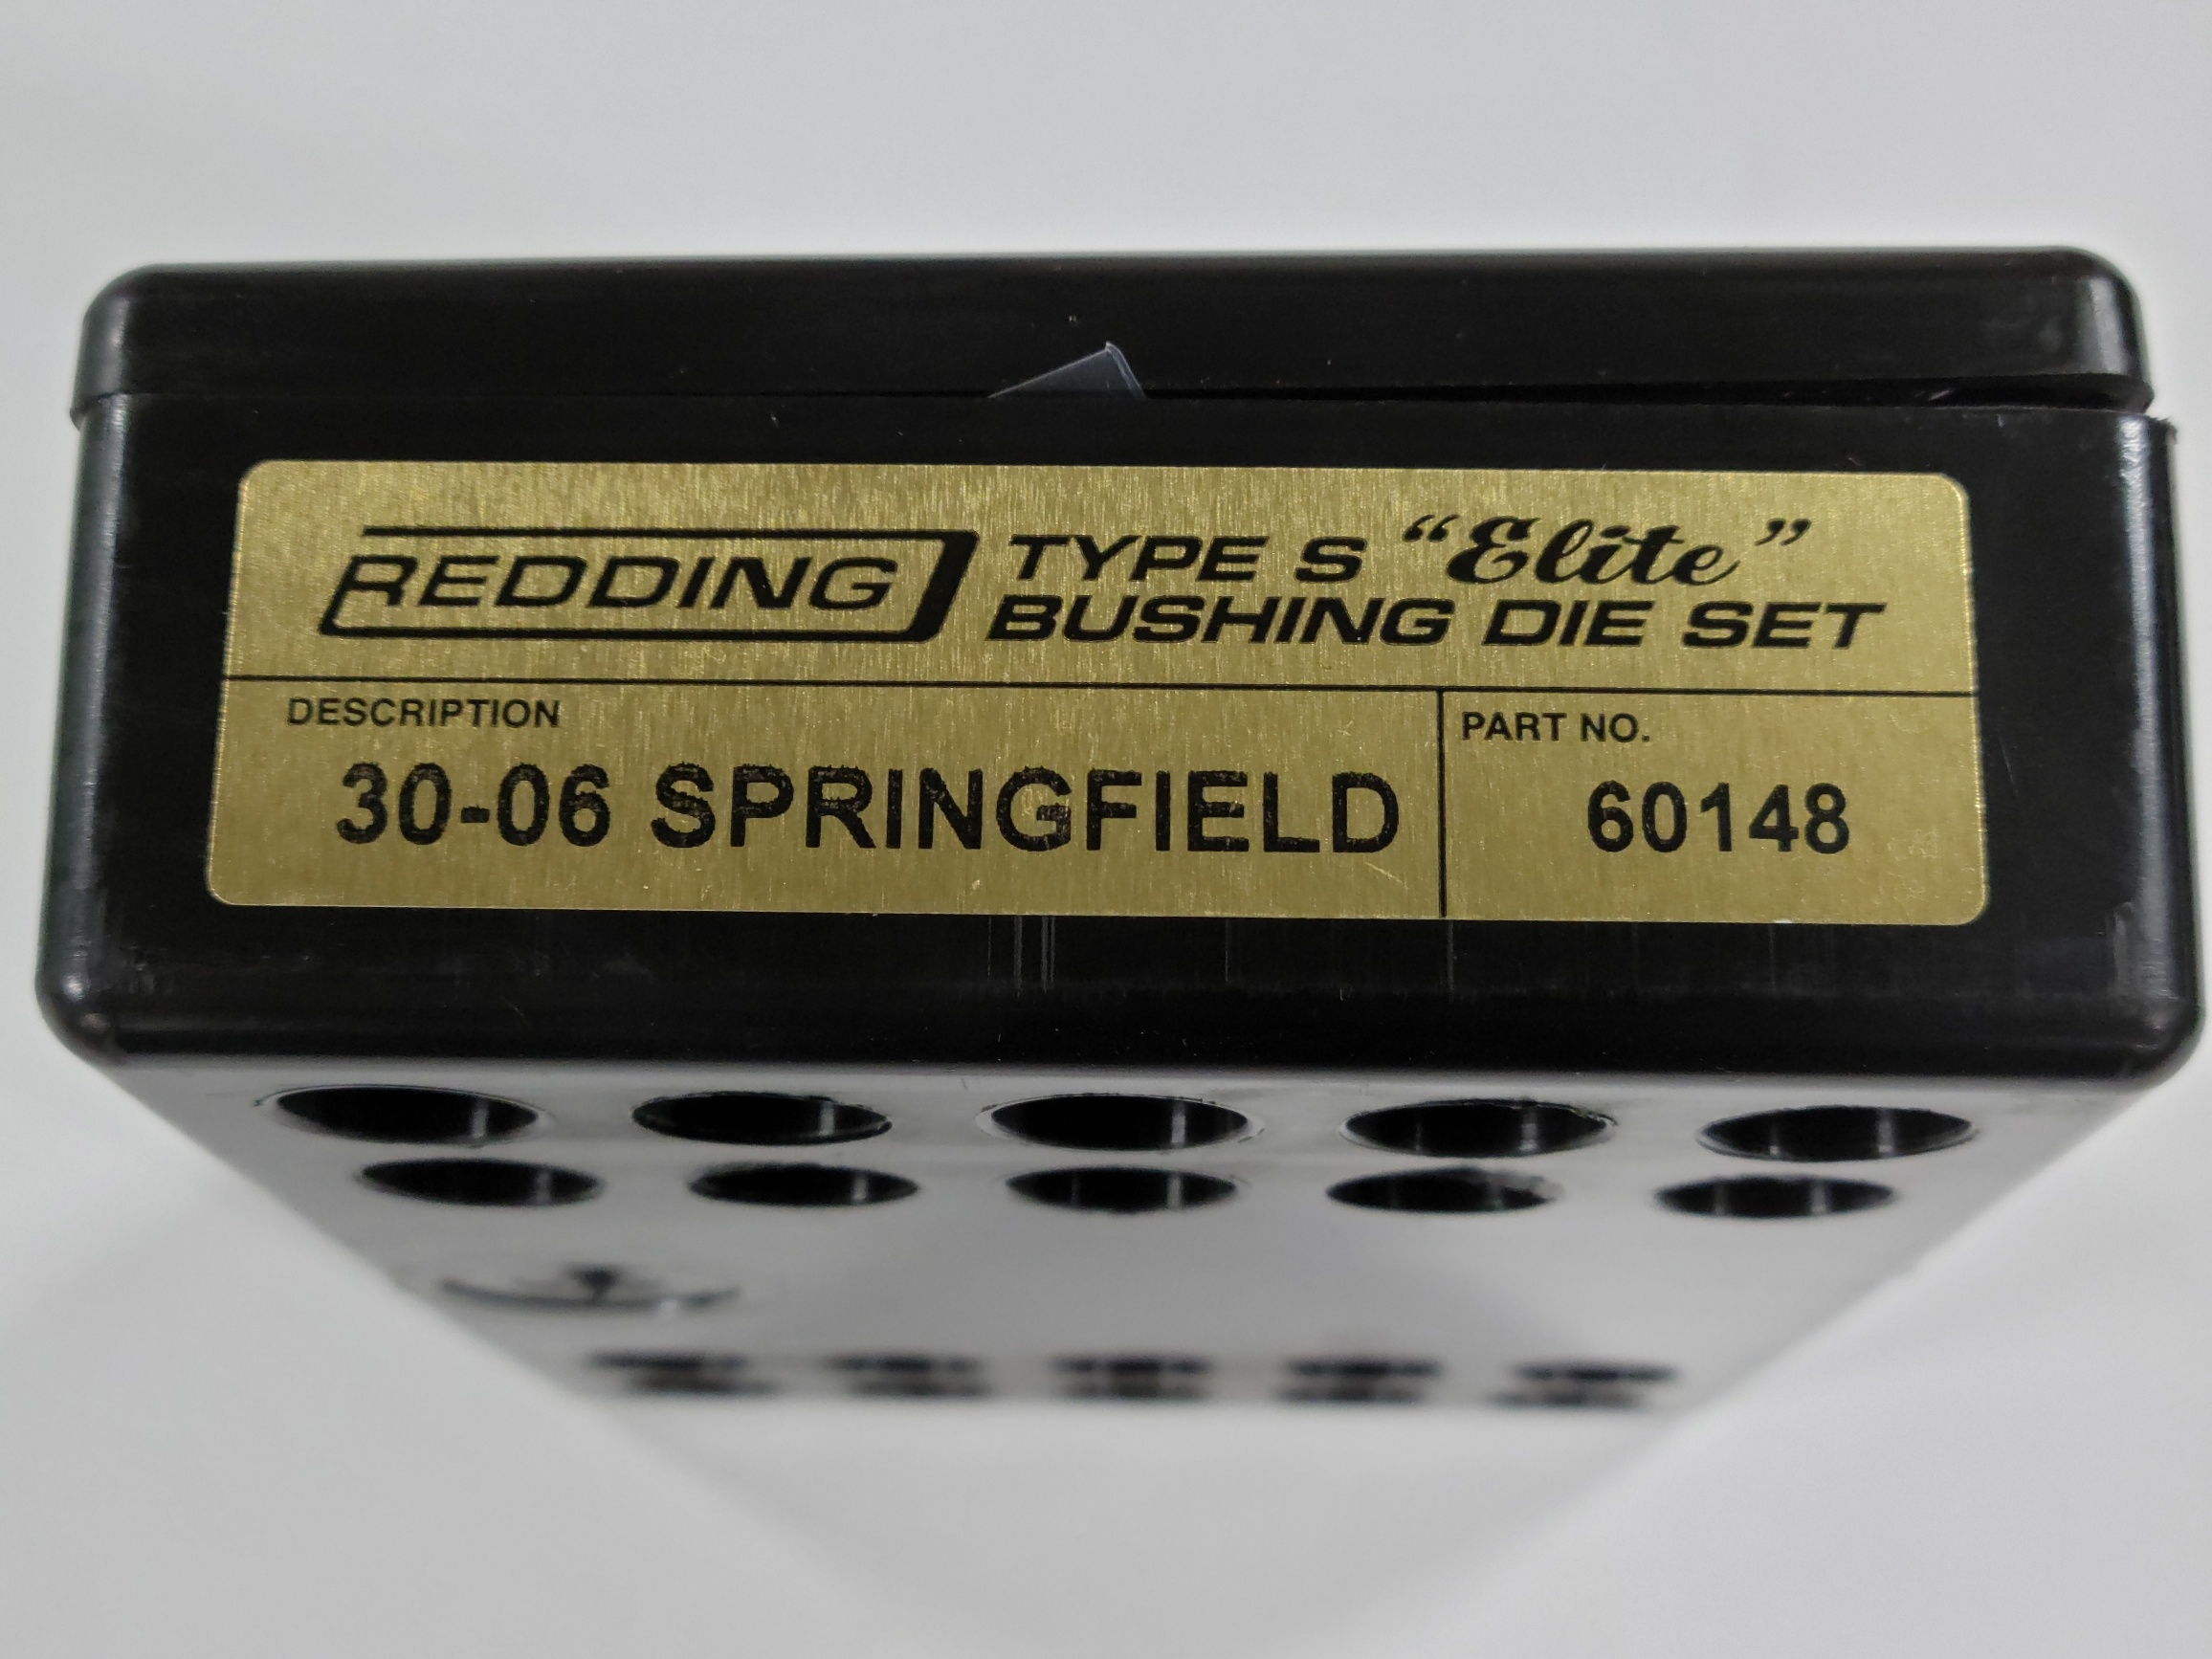 REDDING TYPE S “Elite”
BUSHING DIE SET
DESCRIPTION
30-06 SPRINGFIELD
PART NO.
60148